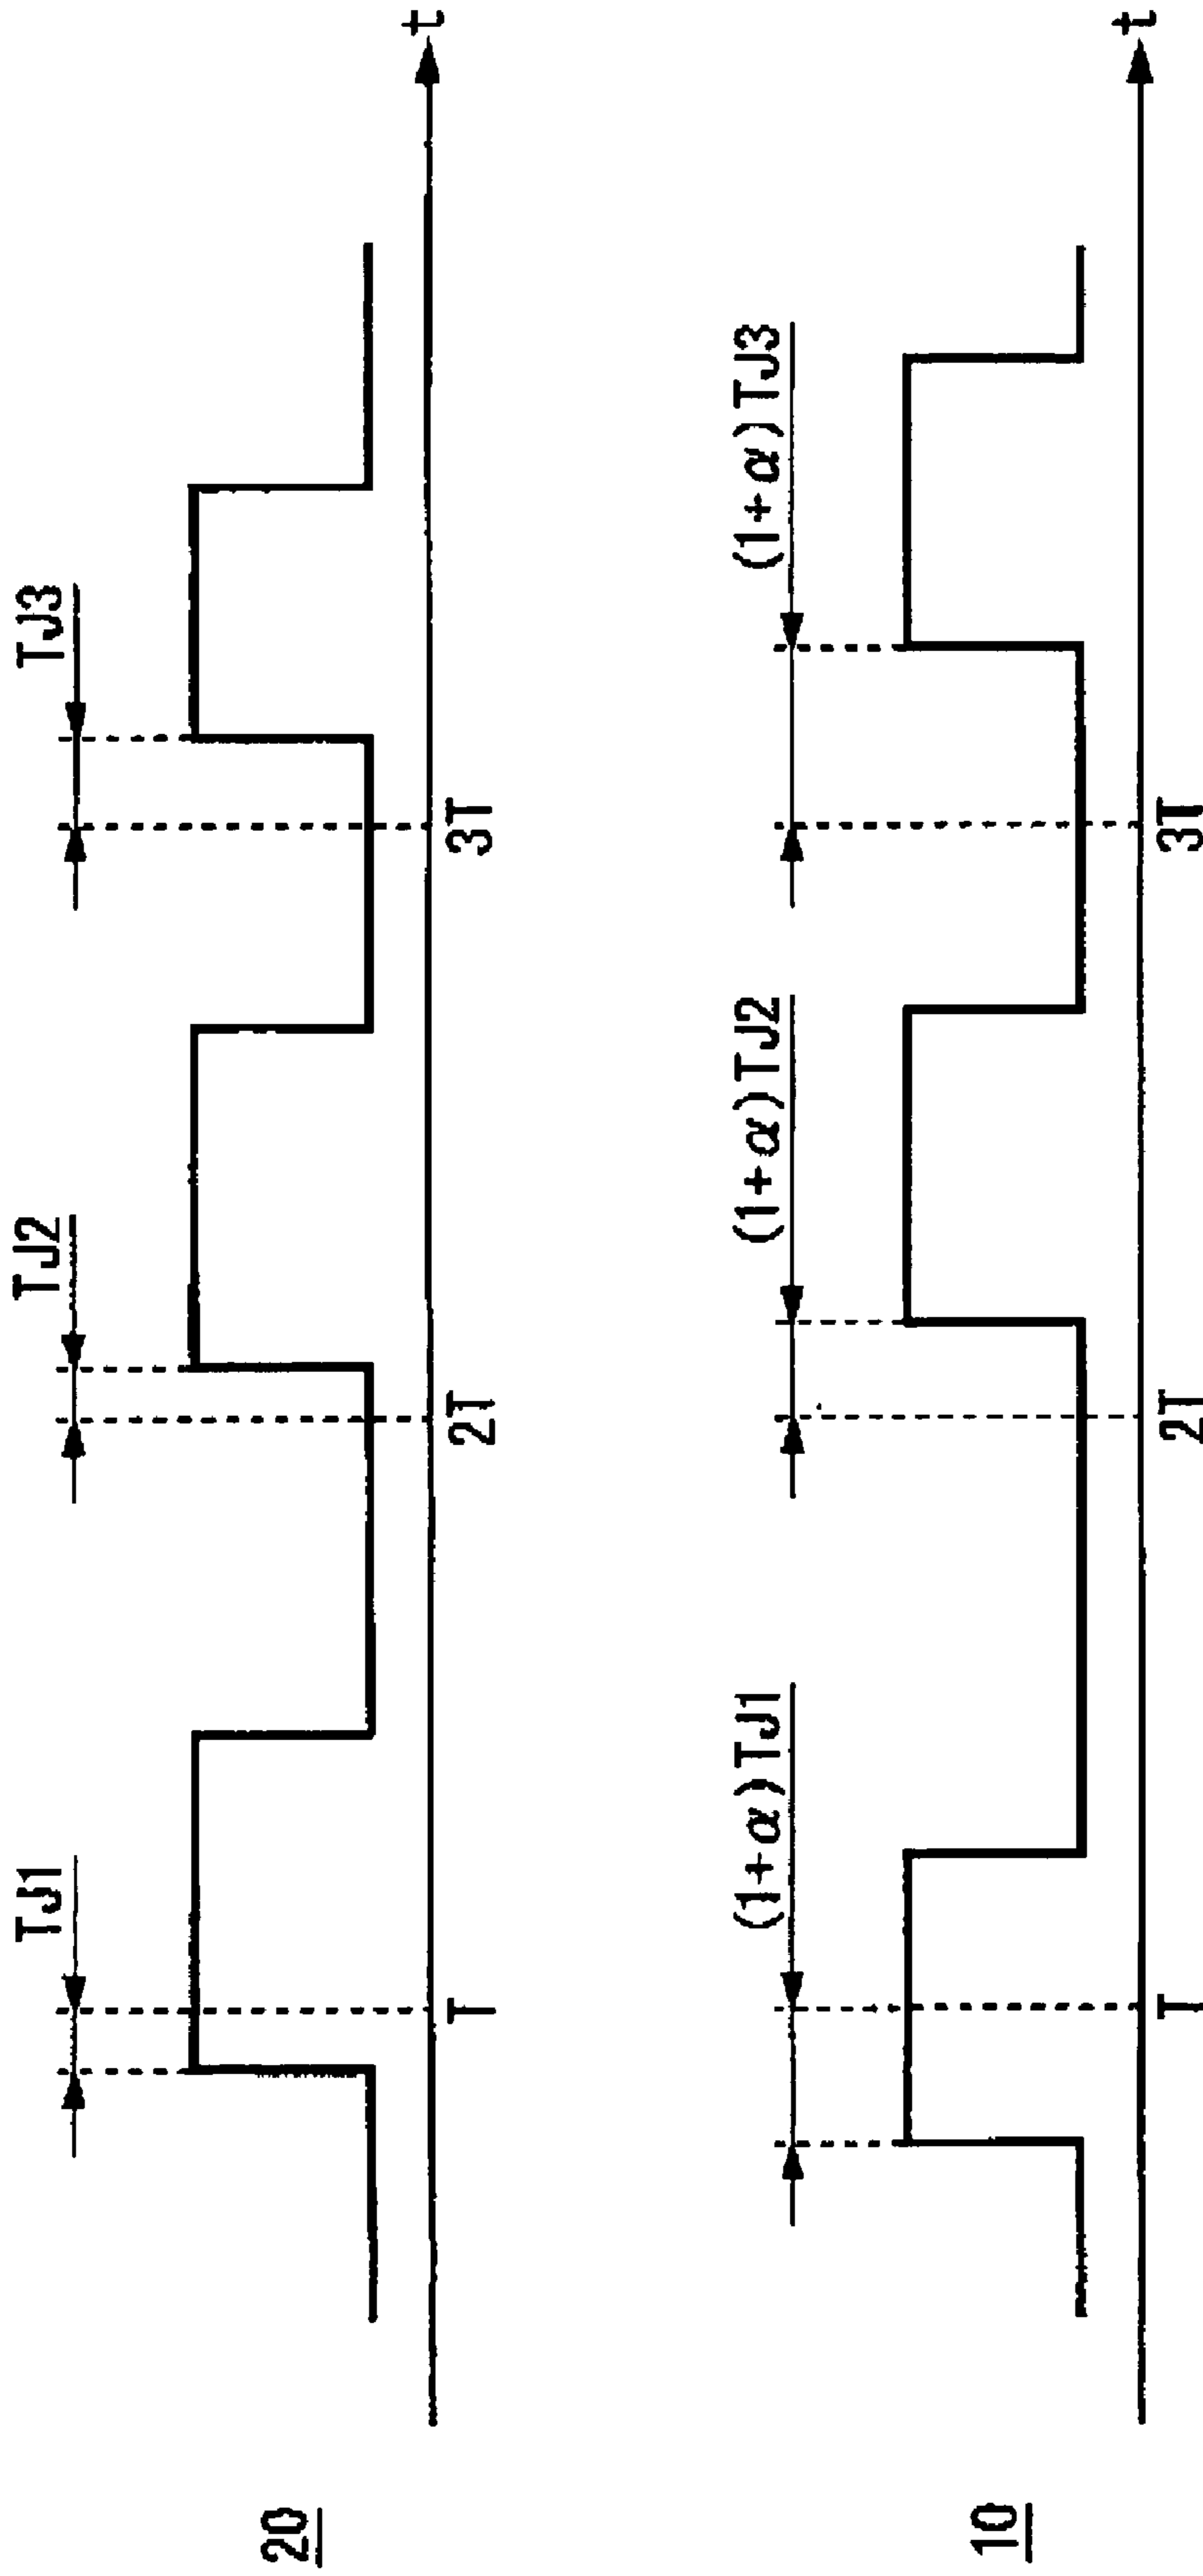 TJ1 TJ2 TJ3
20
T 2T 3T t
(1+α)TJ1 (1+α)TJ2 (1+α)TJ3
10
T 2T 3T t